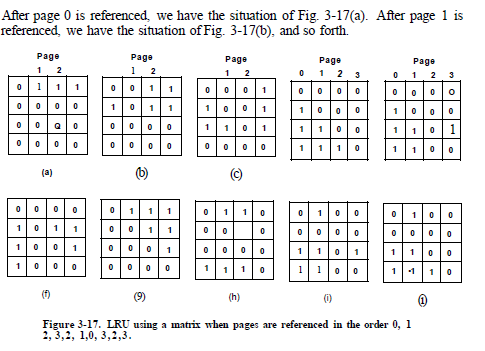 After page 0 is referenced, we have the situation of Fig. 3-17(a). After page 1 is
referenced, we have the situation of Fig. 3-17(b), and so forth.
Page Page Page Page Page
1 2 1 2 1 2 0 1 2 3 0 1 2 3
0 1 1 1 0 0 1 1 0 0 0 1 0 0 0 0 0 0 0 0
0 0 0 0 1 0 1 1 1 0 0 1 1 0 0 0 1 0 0 0
0 0 Q 0 0 0 0 0 1 1 0 1 1 1 0 0 1 1 0 1
0 0 0 0 0 0 0 0 0 0 0 0 1 1 1 0 1 1 0 0
(a) (b) (c)
0 0 0 0 0 1 1 1 0 1 1 0 0 1 0 0 0 1 0 0
1 0 1 1 0 0 1 1 0 0 0 0 0 0 0 0 0 0 0
1 0 0 1 0 0 0 1 0 0 0 0 1 1 0 1 1 1 0 0
1 0 0 0 0 0 0 0 1 1 1 0 1 1 0 0 1 •1 1 0
(f) (9) (h) (i) (i)
Figure 3-17. LRU using a matrix when pages are referenced in the order 0, 1
2, 3,2, 1,0, 3,2,3.